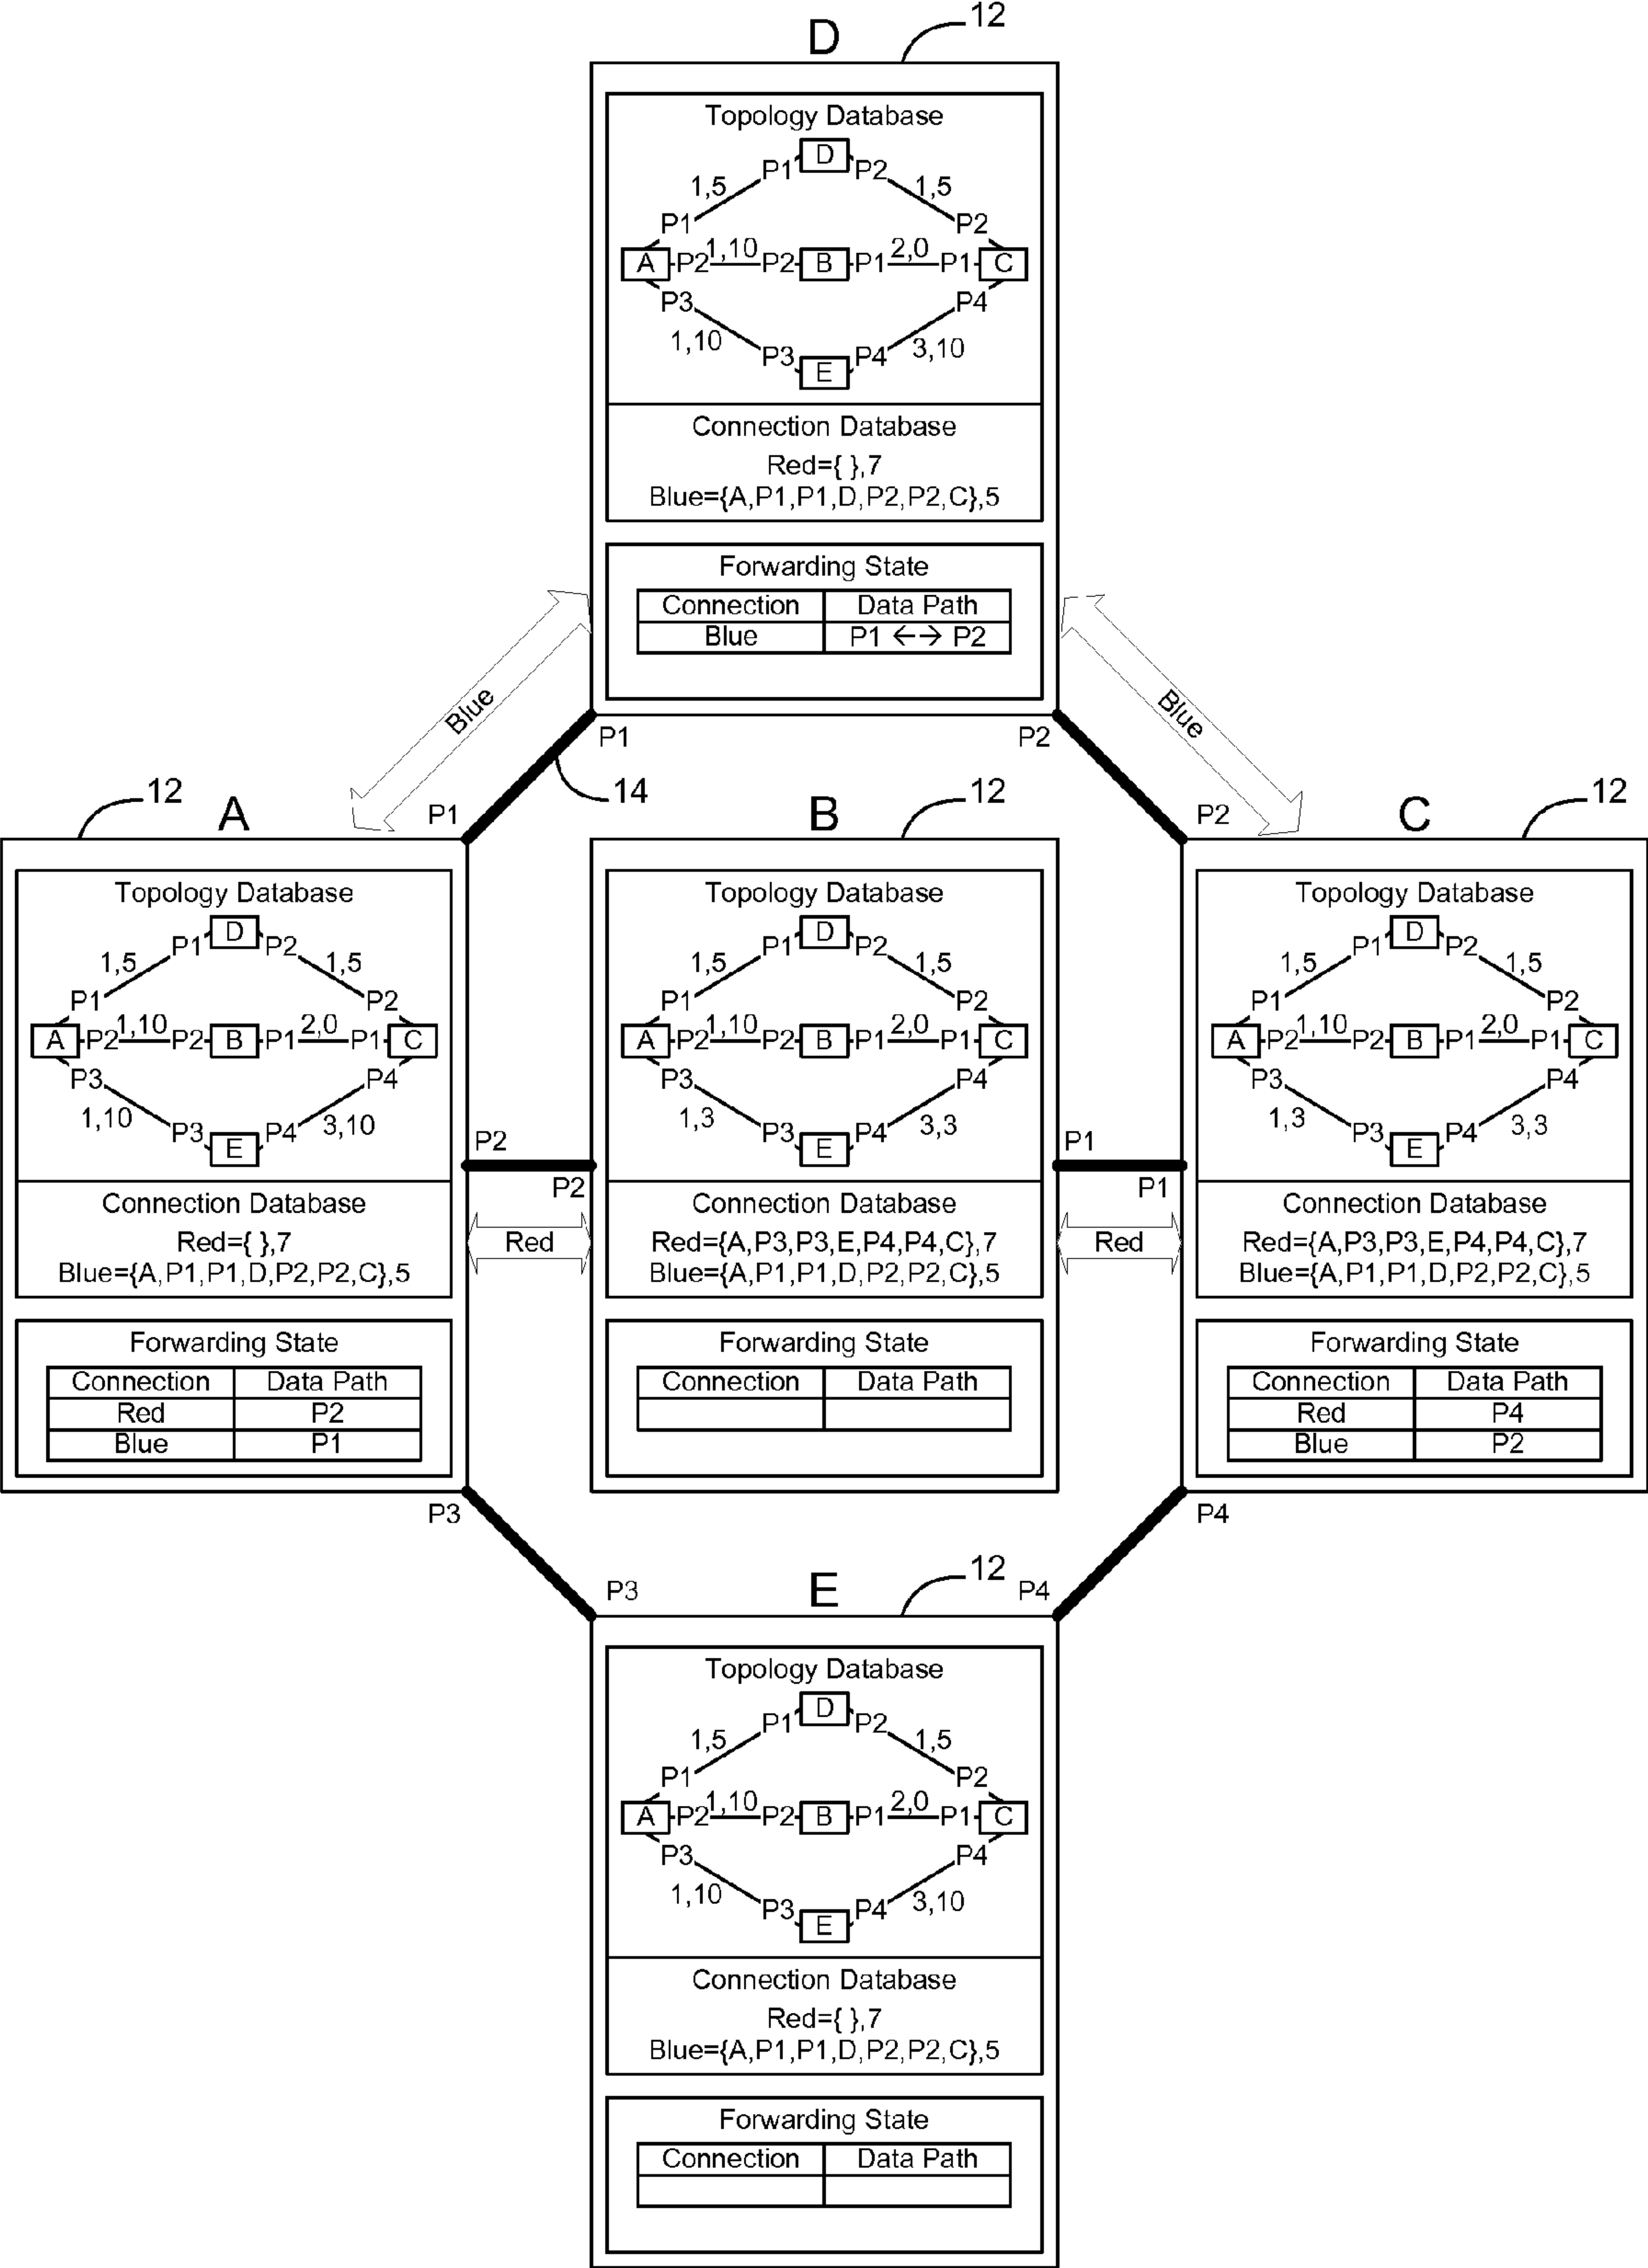 D
12
Topology Database
D
P1 P2
1,5 1,5
P1 P2
A P2 1,10 P2 B P1 2,0 P1 C
P3 P4
1,10 3,10
P3 P4
E
Connection Database
Red={ },7
Blue={A,P1,P1,D,P2,P2,C},5
Forwarding State
Connection Data Path
Blue P1 ←→ P2
Blue
Blue
P1 P2
14
P1 P2
12
A
Topology Database
D
P1 P2
1,5 1,5
P1 P2
A P2 1,10 P2 B P1 2,0 P1 C
P3 P4
1,10 3,10
P3 P4
E
Connection Database
Red={ },7
Blue={A,P1,P1,D,P2,P2,C},5
Forwarding State
Connection Data Path
Red P2
Blue P1
P2
P2
Red
12
B
Topology Database
D
P1 P2
1,5 1,5
P1 P2
A P2 1,10 P2 B P1 2,0 P1 C
P3 P4
1,3 3,3
P3 P4
E
Connection Database
Red={A,P3,P3,E,P4,P4,C},7
Blue={A,P1,P1,D,P2,P2,C},5
Forwarding State
Connection Data Path
P1
P1
Red
12
C
Topology Database
D
P1 P2
1,5 1,5
P1 P2
A P2 1,10 P2 B P1 2,0 P1 C
P3 P4
1,3 3,3
P3 P4
E
Connection Database
Red={A,P3,P3,E,P4,P4,C},7
Blue={A,P1,P1,D,P2,P2,C},5
Forwarding State
Connection Data Path
Red P4
Blue P2
P3 P4
P3 P4
12
E
Topology Database
D
P1 P2
1,5 1,5
P1 P2
A P2 1,10 P2 B P1 2,0 P1 C
P3 P4
1,10 3,10
P3 P4
E
Connection Database
Red={ },7
Blue={A,P1,P1,D,P2,P2,C},5
Forwarding State
Connection Data Path